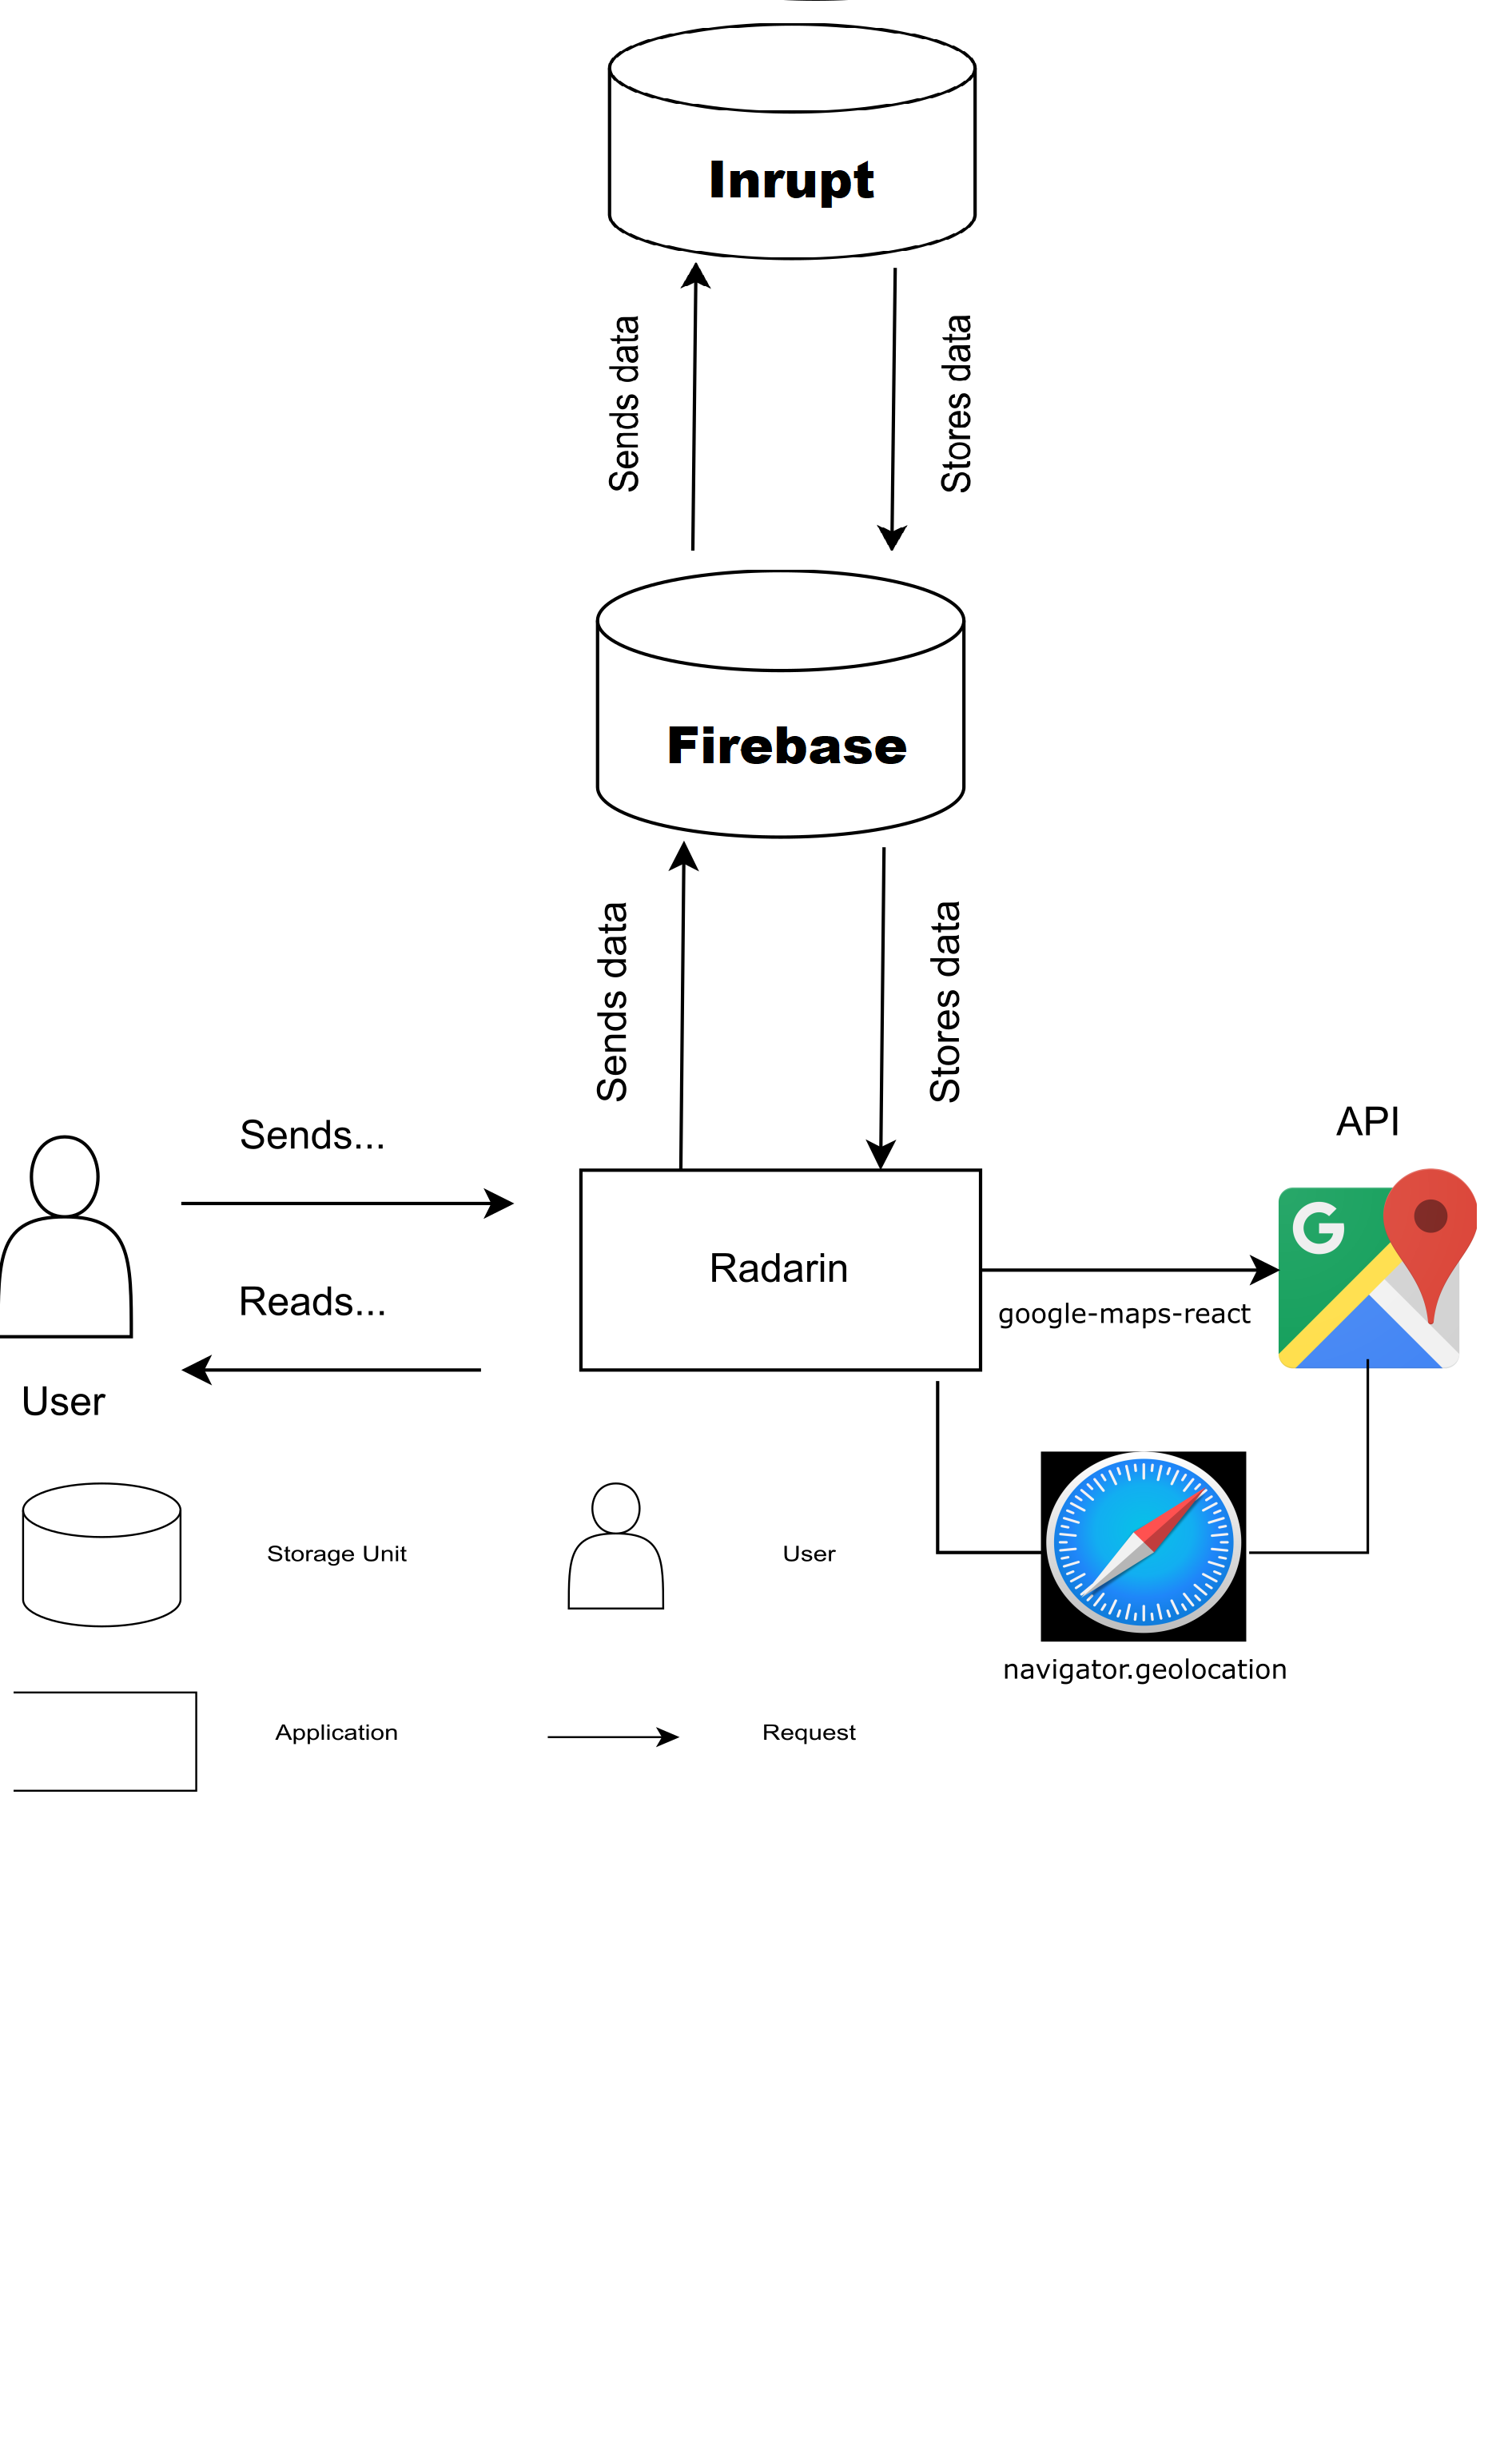 Inrupt
Sends data
Stores data
Firebase
Sends data
Stores data
Sends...
Reads...
User
Radarin
google-maps-react
API
G
navigator.geolocation
Storage Unit
User
Application
Request